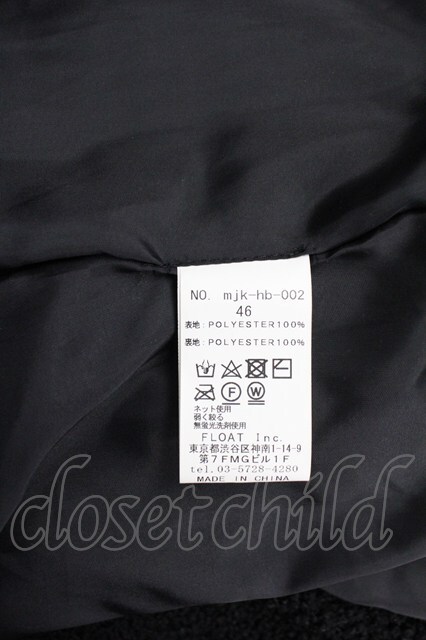 NO. mjk-hb-002
46
表地:POLYESTER100%
裏地:POLYESTER100%
F W
ネット使用
弱く絞る
無蛍光洗剤使用
FLOAT Inc.
東京都渋谷区神南1-14-9
第7FMGビル1F
tel.03-5728-4280
MADE IN CHINA
closetchild